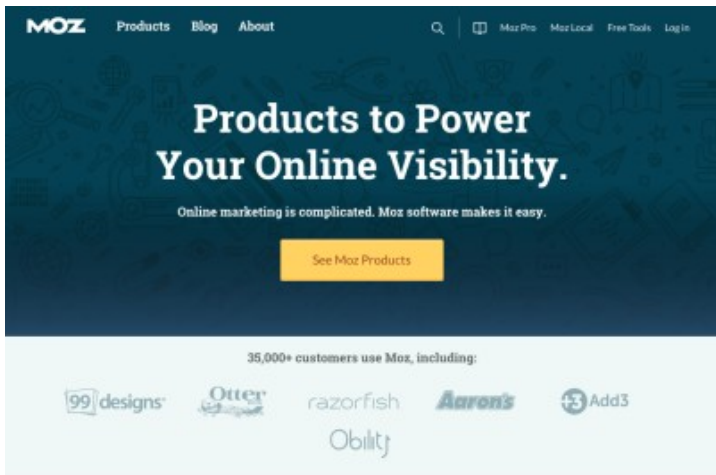 MOZ Products Blog About Moz Pro Moz Local Free Tools Log in
Products to Power
Your Online Visibility.
Online marketing is complicated. Moz software makes it easy.
See Moz Products
35,000+ customers use Moz, including:
99designs Otter razorfish Aaron's +3 Add3
Obility